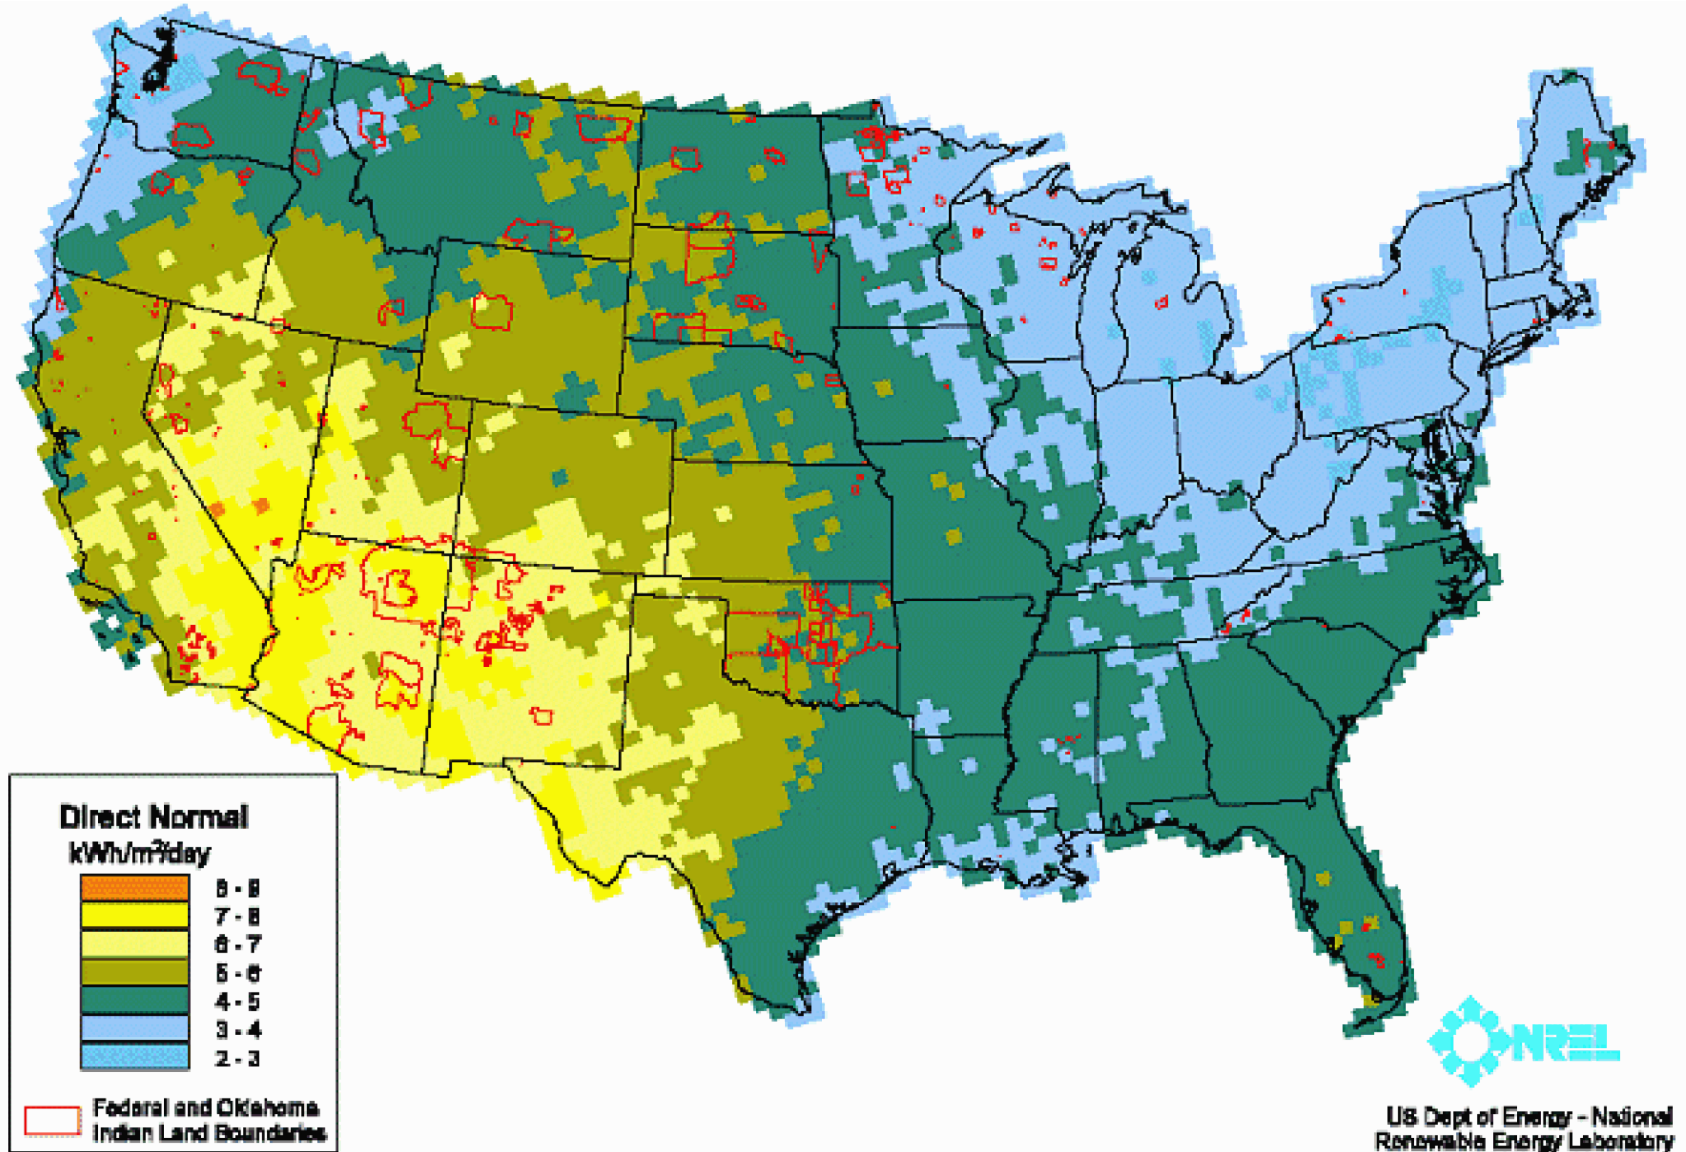 Direct Normal
kWh/m²/day
8 - 9
7 - 8
6 - 7
5 - 6
4 - 5
3 - 4
2 - 3
Federal and Oklahoma
Indian Land Boundaries
NREL
US Dept of Energy - National
Renewable Energy Laboratory